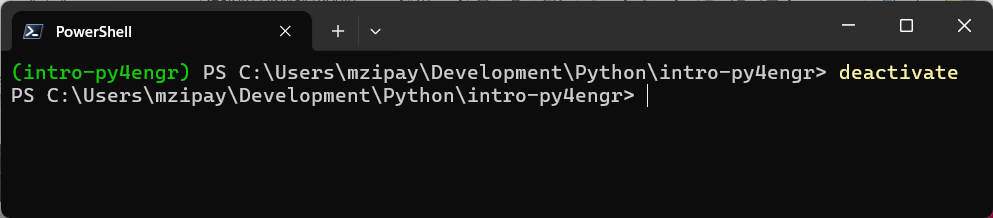 PowerShell
(intro-py4engr) PS C:\Users\mzipay\Development\Python\intro-py4engr> deactivate
PS C:\Users\mzipay\Development\Python\intro-py4engr>